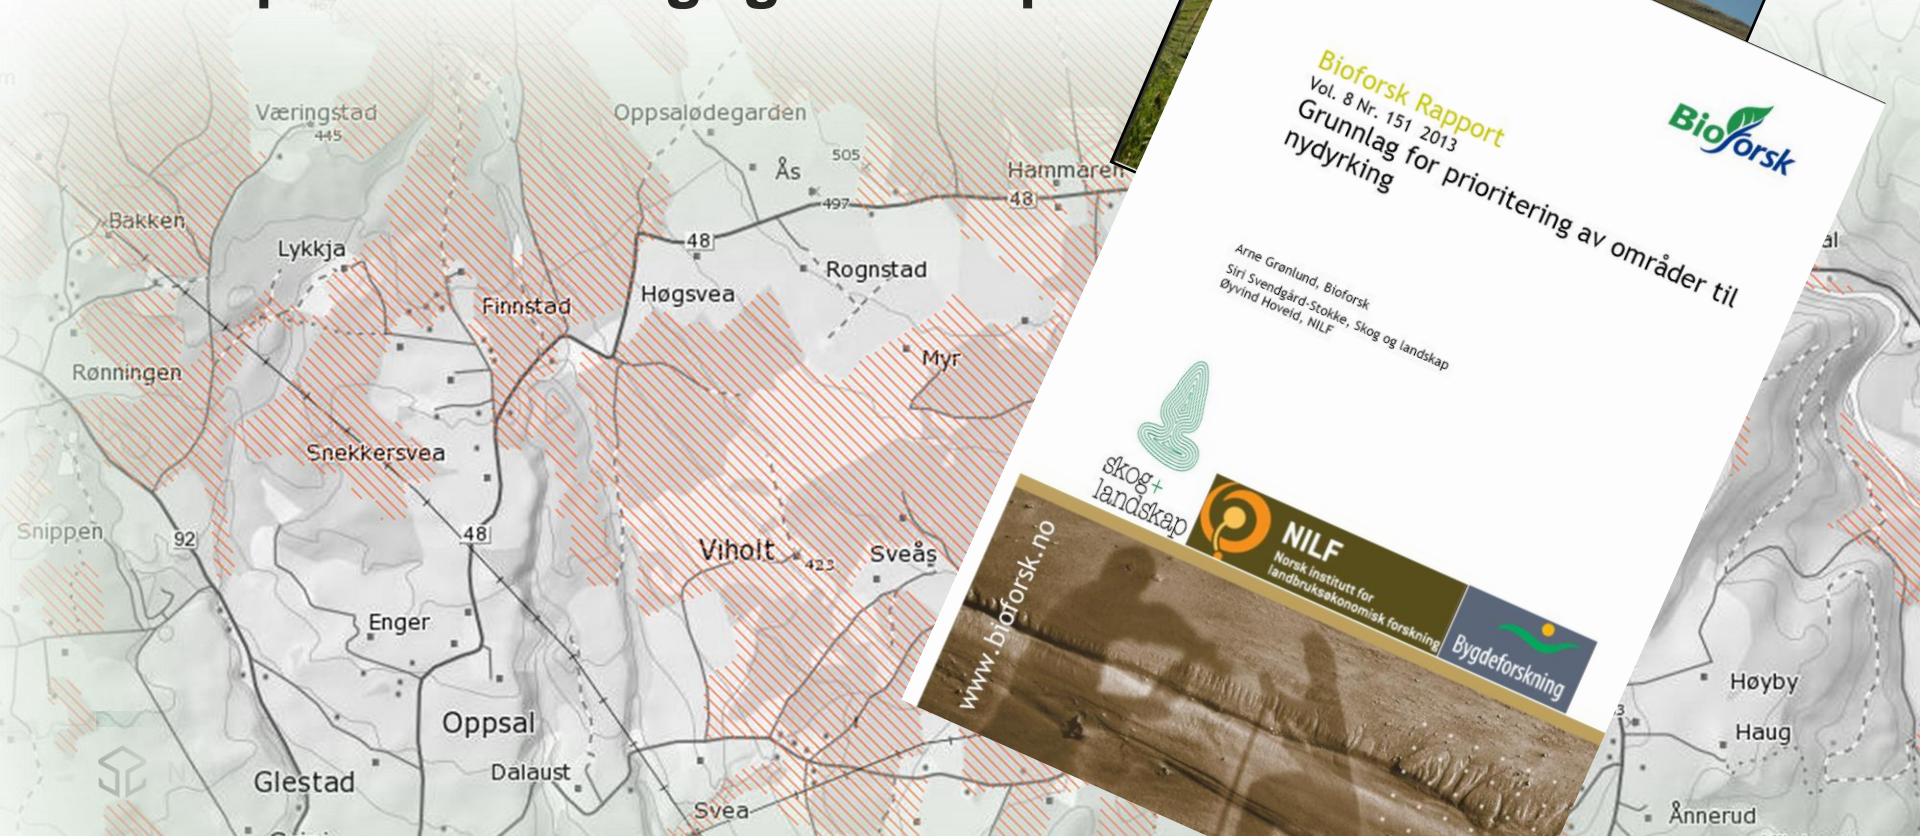 Væringstad
445
Oppsalødegarden
505
Ås
Hammaren
48
497
Bakken
Lykkja
48
Rognstad
Finnstad
Høgsvea
Myr
Rønningen
Snekkersvea
Snippen
92
48
Viholt
423
Sveås
Enger
Oppsal
Dalaust
Glestad
Svea
Bioforsk Rapport
Vol. 8 Nr. 151 2013
Grunnlag for prioritering av områder til
nydyrking
Bioforsk
Arne Grønlund, Bioforsk
Siri Svendgård-Stokke, Skog og landskap
Øyvind Hoveid, NILF
skog+
landskap
NILF
Norsk institutt for
landbruksøkonomisk forskning
Bygdeforskning
www.bioforsk.no
Høyby
Haug
Ånnerud